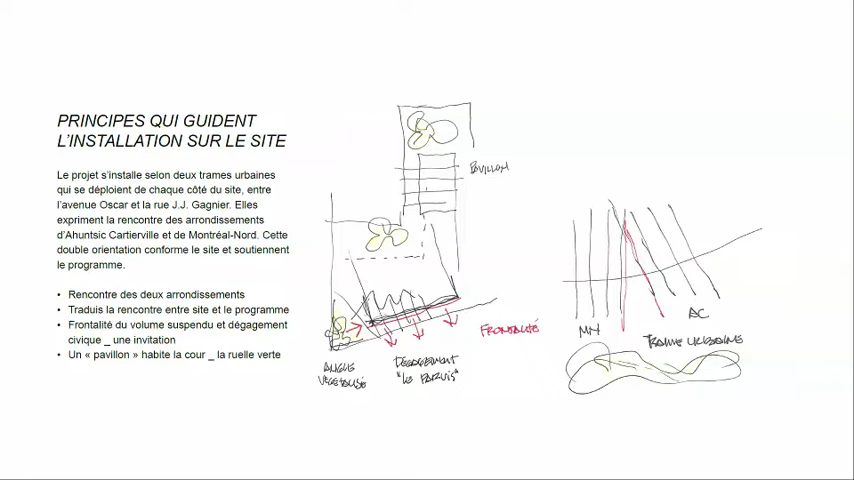 PRINCIPES QUI GUIDENT
L'INSTALLATION SUR LE SITE
Le projet s'installe selon deux trames urbaines
qui se déploient de chaque côté du site, entre
l'avenue Oscar et la rue J.J. Gagnier. Elles
expriment la rencontre des arrondissements
d'Ahuntsic Cartierville et de Montréal-Nord. Cette
double orientation conforme le site et soutiennent
le programme.
• Rencontre des deux arrondissements
• Traduis la rencontre entre site et le programme
• Frontalité du volume suspendu et dégagement
civique _ une invitation
• Un « pavillon » habite la cour _ la ruelle verte
PAVILLON
FRONTALITÉ
ANGLE
VÉGÉTALISÉ
DÉGAGEMENT
"LE PARVIS"
MN
AC
TRAME URBAINE